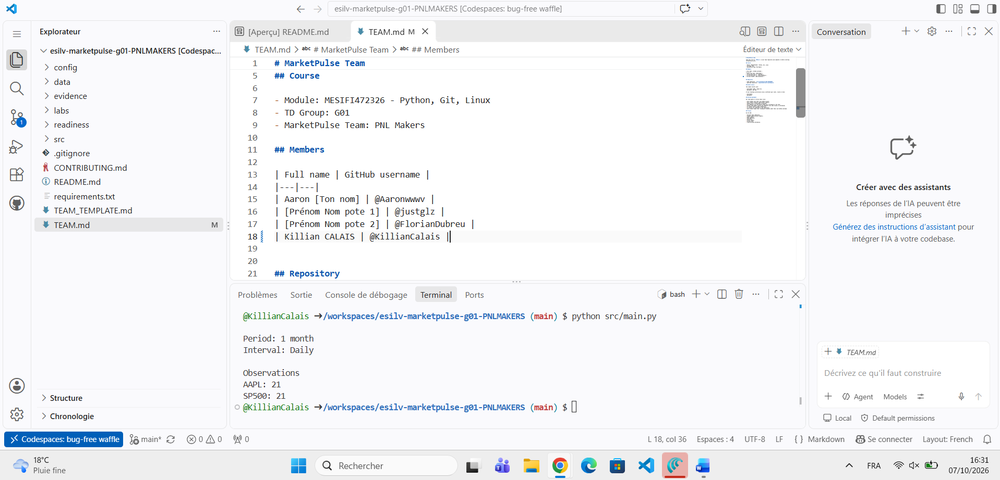 esilv-marketpulse-g01-PNLMAKERS [Codespaces: bug-free waffle]
Explorateur
esilv-marketpulse-g01-PNLMAKERS [Codespac...
config
data
evidence
labs
readiness
src
.gitignore
CONTRIBUTING.md
README.md
requirements.txt
TEAM_TEMPLATE.md
TEAM.md M
Structure
Chronologie
1
[Aperçu] README.md
TEAM.md M
TEAM.md > abc # MarketPulse Team > abc ## Members
Éditeur de texte
1 # MarketPulse Team
5 ## Course
6
7 - Module: MESIFI472326 - Python, Git, Linux
8 - TD Group: G01
9 - MarketPulse Team: PNL Makers
10
11 ## Members
12
13 | Full name | GitHub username |
14 |---|---|
15 | Aaron [Ton nom] | @Aaronwwwv |
16 | [Prénom Nom pote 1] | @justglz |
17 | [Prénom Nom pote 2] | @FlorianDubreu |
18 | Killian CALAIS | @KillianCalais |
19
20
21 ## Repository
Problèmes Sortie Console de débogage Terminal Ports
bash
@KillianCalais →/workspaces/esilv-marketpulse-g01-PNLMAKERS (main) $ python src/main.py
Period: 1 month
Interval: Daily
Observations
AAPL: 21
SP500: 21
@KillianCalais →/workspaces/esilv-marketpulse-g01-PNLMAKERS (main) $
Conversation
Créer avec des assistants
Les réponses de l'IA peuvent être
imprécises
Générez des instructions d'assistant pour
intégrer l'IA à votre codebase.
TEAM.md
Décrivez ce qu'il faut construire
Agent Models
Local Default permissions
Codespaces: bug-free waffle main* 0 0 0
L 18, col 36 Espaces : 4 UTF-8 LF { } Markdown Se connecter Layout: French
18°C
Pluie fine
Rechercher
FRA
16:31
07/10/2026